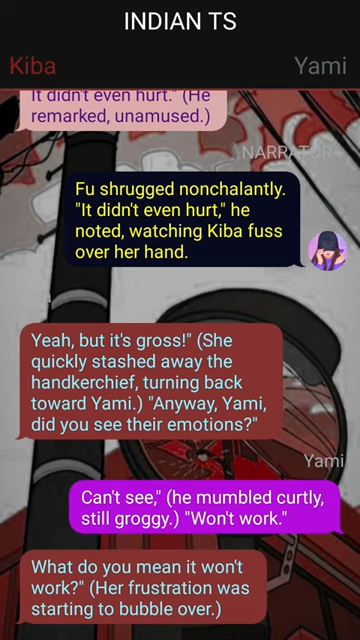 INDIAN TS
Kiba
Yami
It didn't even hurt." (He
remarked, unamused.)
NARRATOR
Fu shrugged nonchalantly.
"It didn't even hurt," he
noted, watching Kiba fuss
over her hand.
Yeah, but it's gross!" (She
quickly stashed away the
handkerchief, turning back
toward Yami.) "Anyway, Yami,
did you see their emotions?"
Yami
Can't see," (he mumbled curtly,
still groggy.) "Won't work."
What do you mean it won't
work?" (Her frustration was
starting to bubble over.)